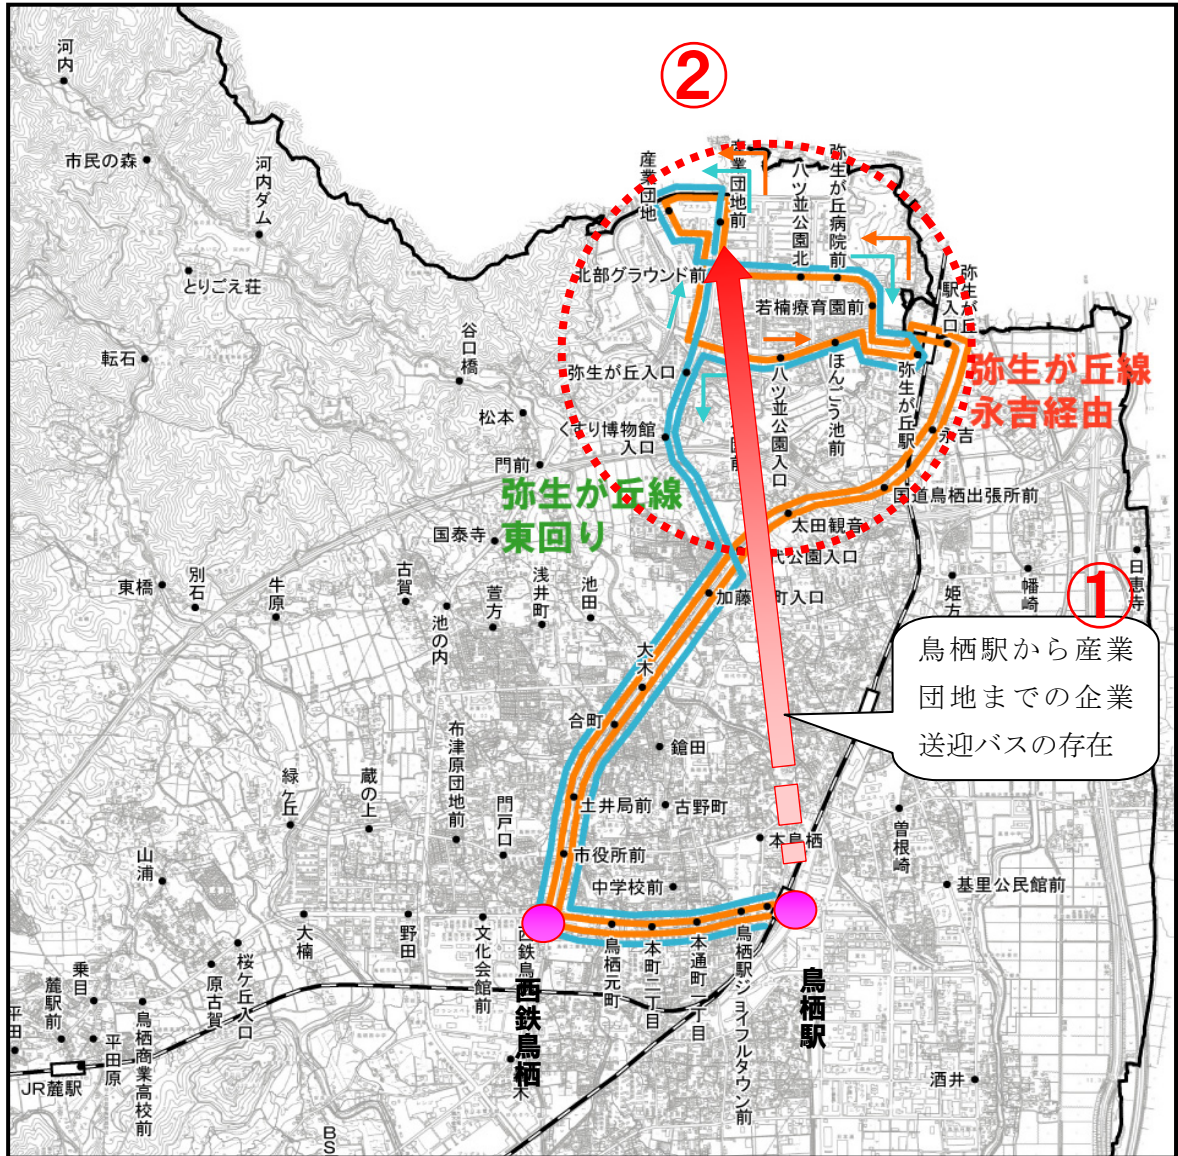 河内
②
市民の森
河内ダム
とりごえ荘
産業団地
産業団地前
八ツ並公園北
弥生が丘病院前
北部グラウンド前
若楠療育園前
弥生が丘
駅入口
谷口橋
転石
弥生が丘入口
八ツ並公園入口
ほんごう池前
弥生が丘駅
弥生が丘線
永吉経由
松本
くすり博物館
入口
永吉
門前
弥生が丘線
東回り
国道鳥栖出張所前
太田観音
国泰寺
代公園入口
東橋
別石
牛原
古賀
池の内
萱方
浅井町
池田
加藤
町入口
姫方
幡崎
日恵寺
①
鳥栖駅から産業
団地までの企業
送迎バスの存在
大木
合町
鎗田
布津原団地前
緑ケ丘
蔵の上
土井局前
古野町
門戸口
本鳥栖
曽根崎
山浦
市役所前
中学校前
基里公民館前
大楠
野田
文化会館前
西鉄鳥
西鉄鳥栖
鳥栖元町
本町二丁目
本通町一丁目
鳥栖駅ジョイフルタウン前
鳥栖駅
桜ケ丘入口
原古賀
乗目
麓駅前
平田
平田原
鳥栖商業高校前
JR麓駅
木
酒井
BS